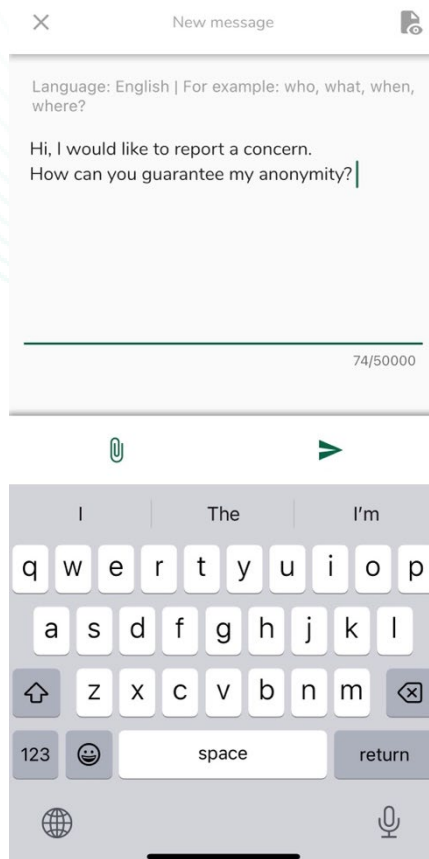 New message
Language: English | For example: who, what, when,
where?
Hi, I would like to report a concern.
How can you guarantee my anonymity?
74/50000
I The I'm
q w e r t y u i o p
a s d f g h j k l
z x c v b n m
123 space return